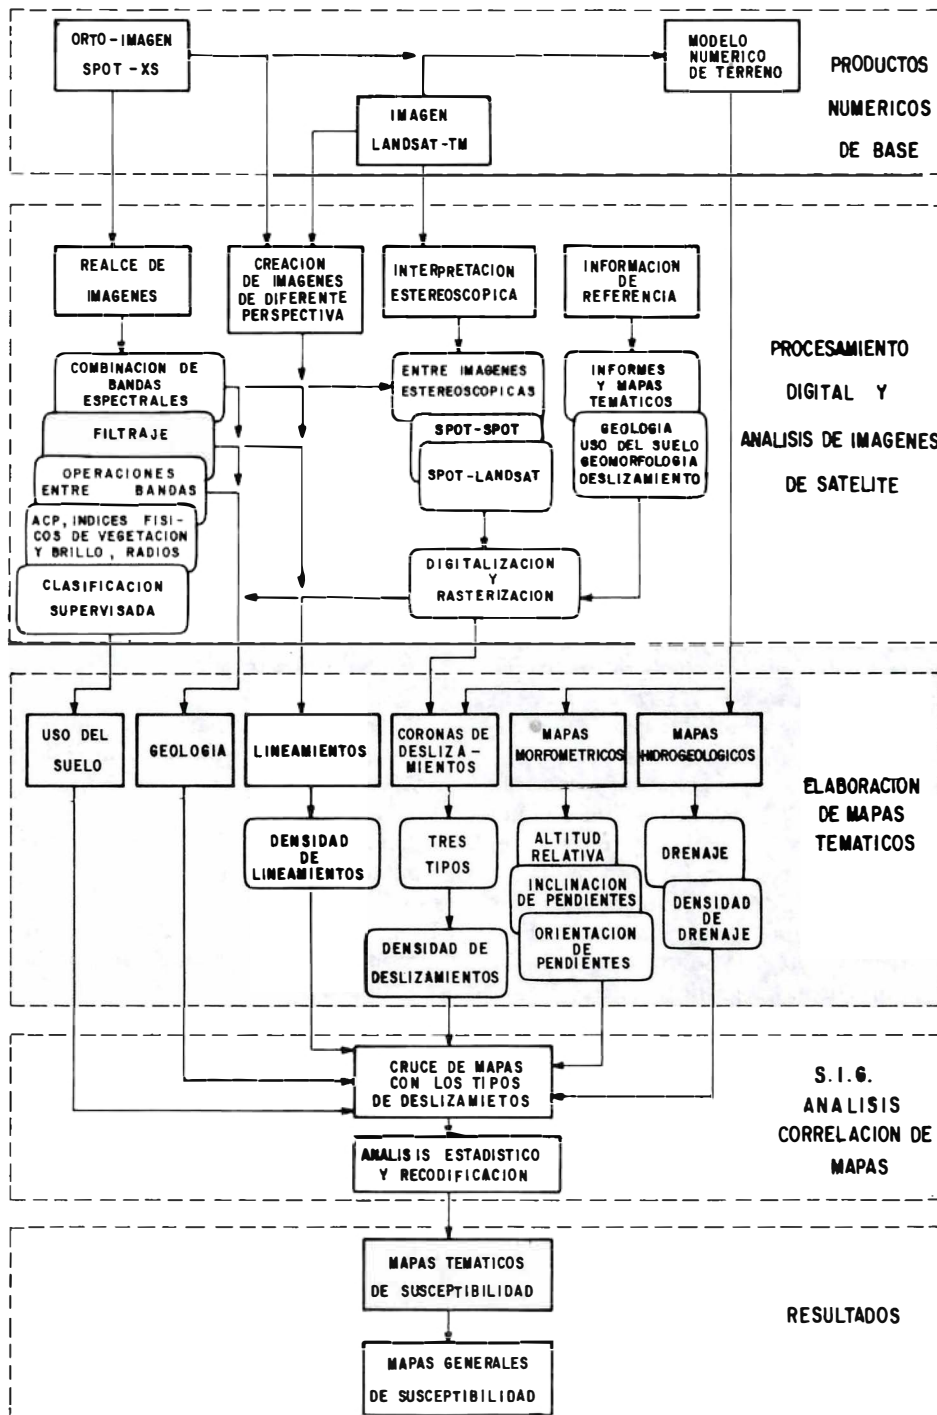 ORTO-IMAGEN
SPOT-XS
MODELO
NUMERICO
DE TERRENO
IMAGEN
LANDSAT-TM
PRODUCTOS
NUMERICOS
DE BASE
REALCE DE
IMAGENES
CREACION
DE IMAGENES
DE DIFERENTE
PERSPECTIVA
INTERPRETACION
ESTEREOSCOPICA
INFORMACION
DE
REFERENCIA
COMBINACION DE
BANDAS
ESPECTRALES
FILTRAJE
OPERACIONES
ENTRE BANDAS
ACP, INDICES FISI-
COS DE VEGETACION
Y BRILLO, RADIOS
CLASIFICACION
SUPERVISADA
ENTRE IMAGENES
ESTEREOSCOPICAS
SPOT-SPOT
SPOT-LANDSAT
INFORMES
Y MAPAS
TEMÁTICOS
GEOLOGIA
USO DEL SUELO
GEOMORFOLOGIA
DESLIZAMIENTO
DIGITALIZACION
Y
RASTERIZACION
PROCESAMIENTO
DIGITAL Y
ANALISIS DE IMAGENES
DE SATELITE
USO DEL
SUELO
GEOLOGIA
LINEAMIENTOS
CORONAS DE
DESLIZA-
MIENTOS
MAPAS
MORFOMETRICOS
MAPAS
HIDROGEOLOGICOS
DENSIDAD
DE
LINEAMIENTOS
TRES
TIPOS
DENSIDAD DE
DESLIZAMIENTOS
ALTITUD
RELATIVA
INCLINACION
DE PENDIENTES
ORIENTACION
DE
PENDIENTES
DRENAJE
DENSIDAD
DE
DRENAJE
ELABORACION
DE MAPAS
TEMATICOS
CRUCE DE MAPAS
CON LOS TIPOS
DE DESLIZAMIETOS
ANALISIS ESTADISTICO
Y RECODIFICACION
S.I.G.
ANALISIS
CORRELACION DE
MAPAS
MAPAS TEMATICOS
DE SUSCEPTIBILIDAD
MAPAS GENERALES
DE SUSCEPTIBILIDAD
RESULTADOS